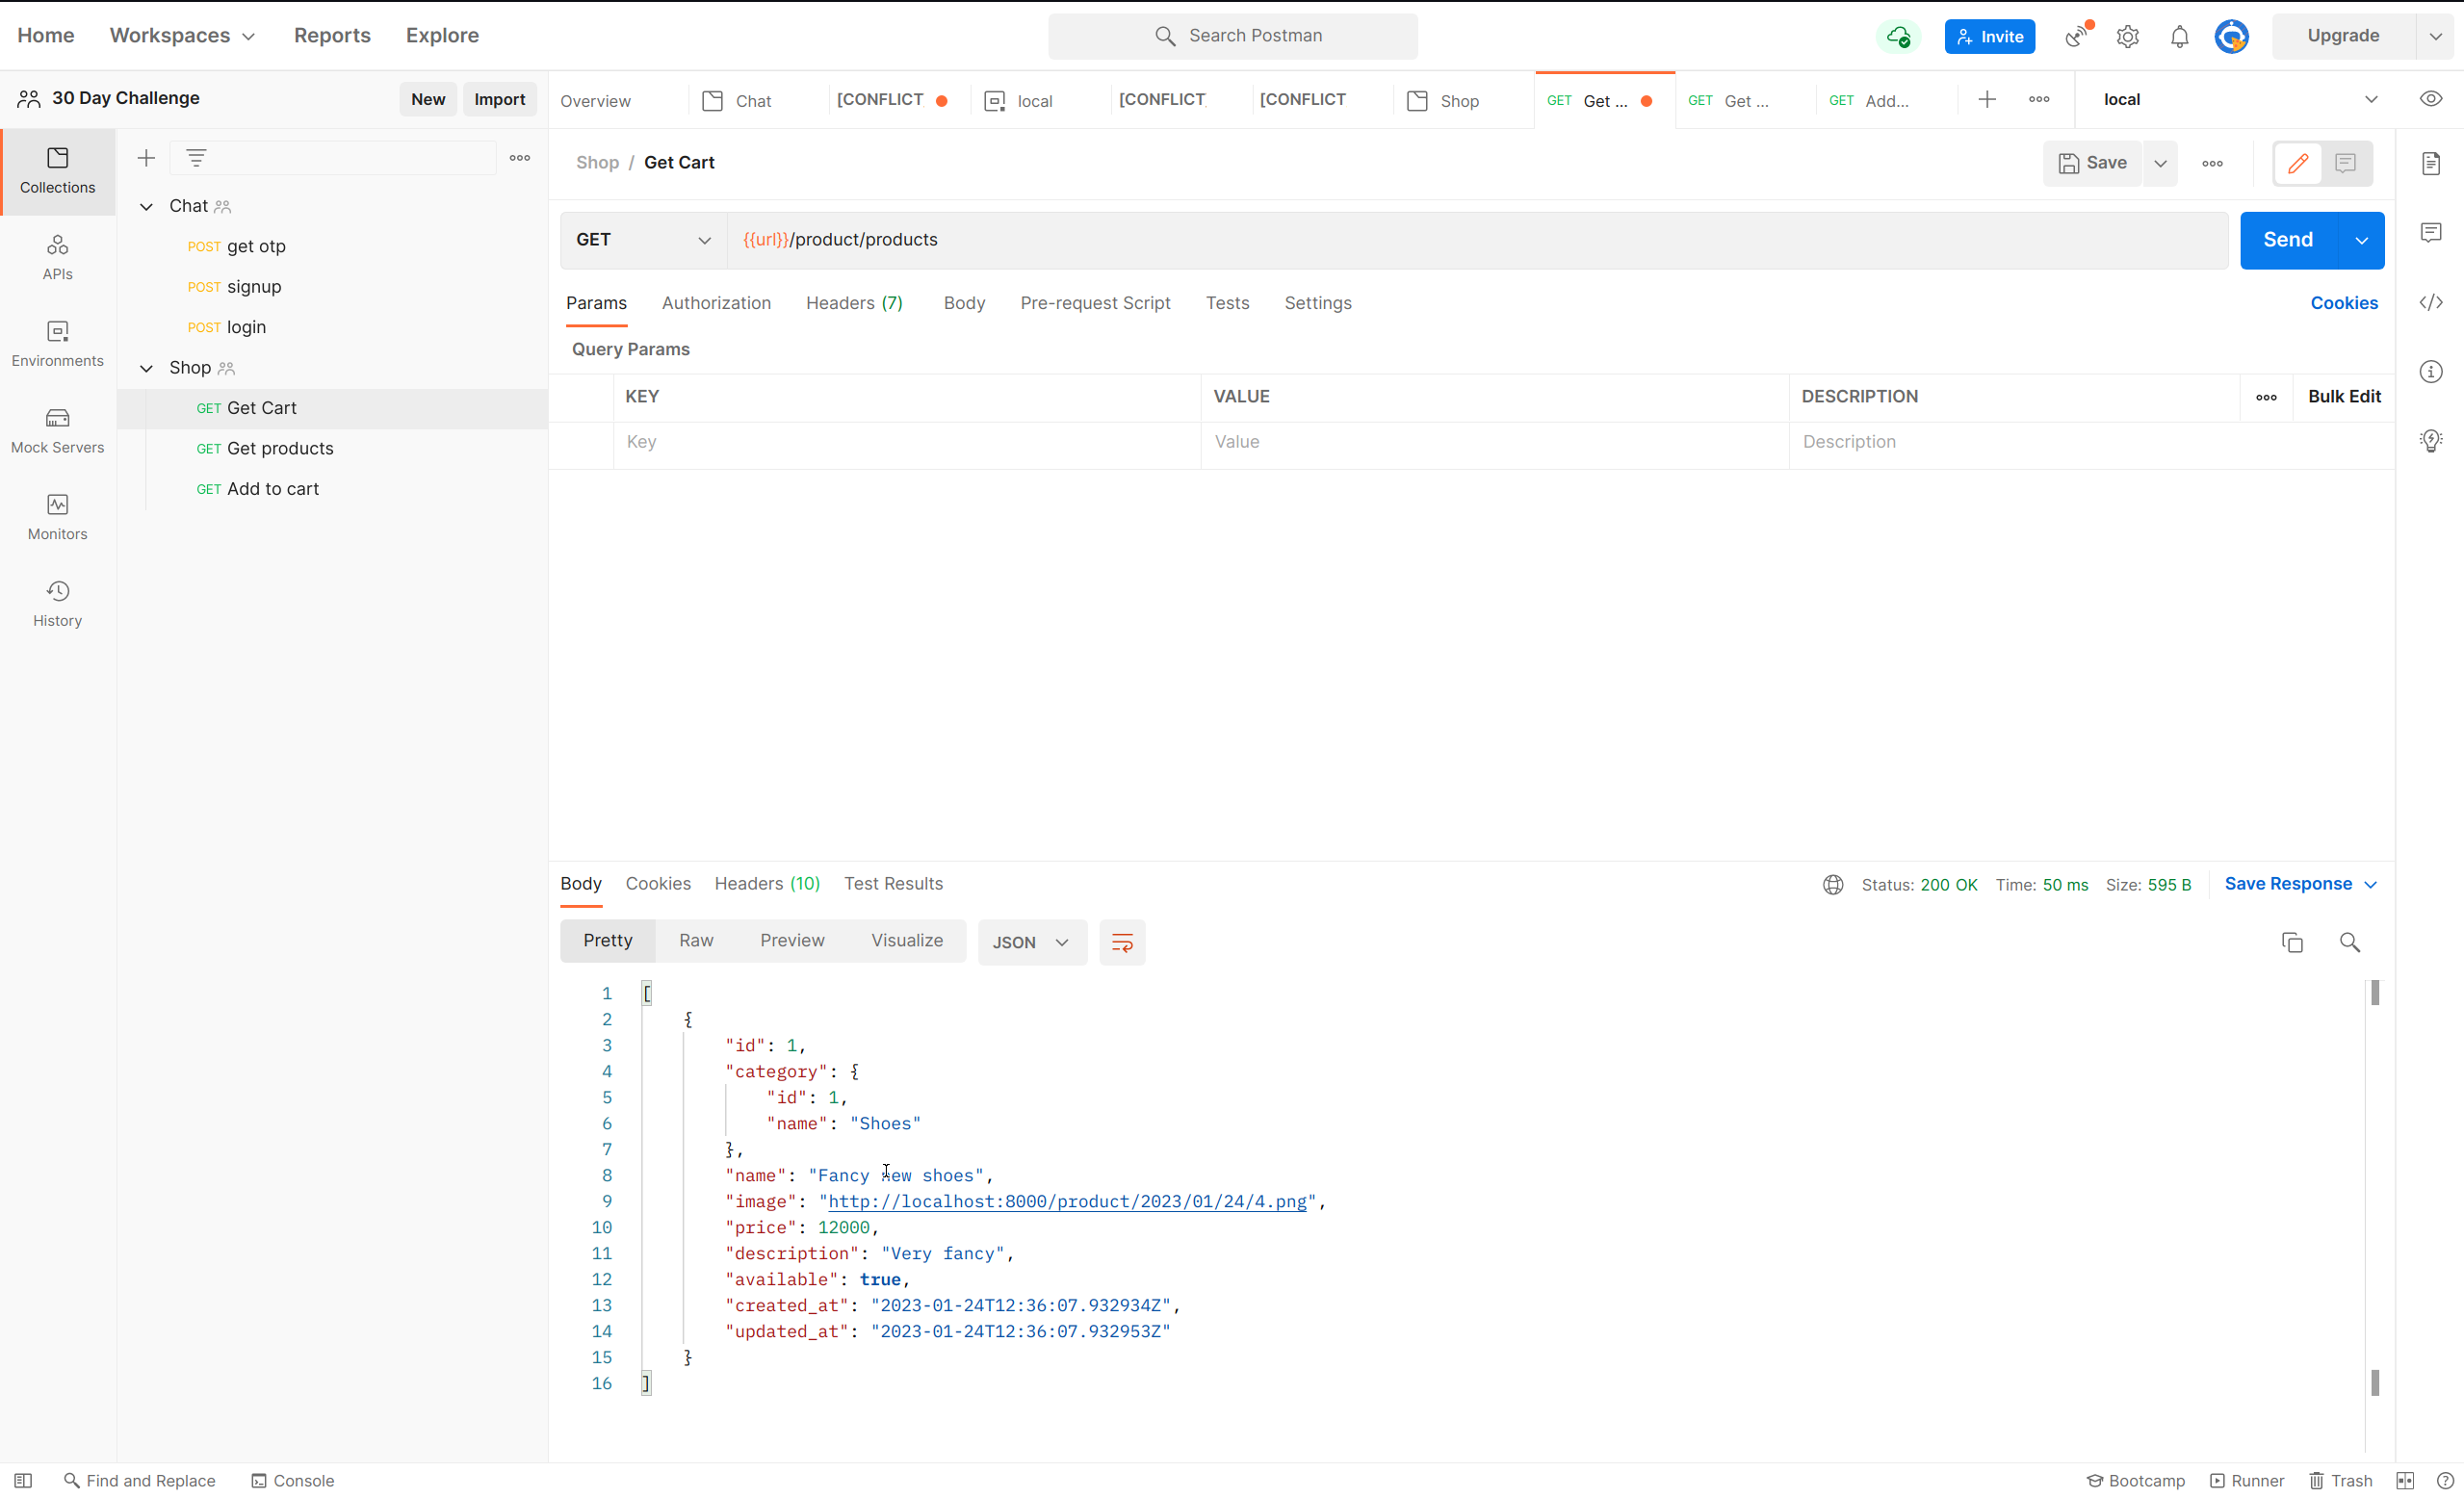 Home Workspaces Reports Explore Search Postman Invite Upgrade
30 Day Challenge New Import Overview Chat [CONFLICT local [CONFLICT [CONFLICT Shop GET Get ... GET Get ... GET Add... local
Collections
APIs
Environments
Mock Servers
Monitors
History
Chat
POST get otp
POST signup
POST login
Shop
GET Get Cart
GET Get products
GET Add to cart
Shop / Get Cart Save
GET {{url}}/product/products Send
Params Authorization Headers (7) Body Pre-request Script Tests Settings Cookies
Query Params
KEY VALUE DESCRIPTION Bulk Edit
Key Value Description
Body Cookies Headers (10) Test Results Status: 200 OK Time: 50 ms Size: 595 B Save Response
Pretty Raw Preview Visualize JSON
1 [
2 {
3 "id": 1,
4 "category": {
5 "id": 1,
6 "name": "Shoes"
7 },
8 "name": "Fancy new shoes",
9 "image": "http://localhost:8000/product/2023/01/24/4.png",
10 "price": 12000,
11 "description": "Very fancy",
12 "available": true,
13 "created_at": "2023-01-24T12:36:07.932934Z",
14 "updated_at": "2023-01-24T12:36:07.932953Z"
15 }
16 ]
Find and Replace Console Bootcamp Runner Trash